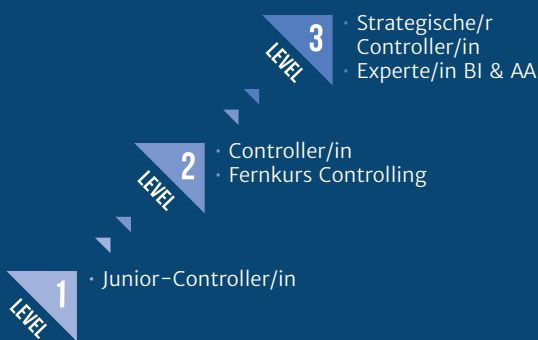 3
LEVEL
· Strategische/r
Controller/in
· Experte/in BI & AA
2
LEVEL
· Controller/in
· Fernkurs Controlling
1
LEVEL
· Junior-Controller/in